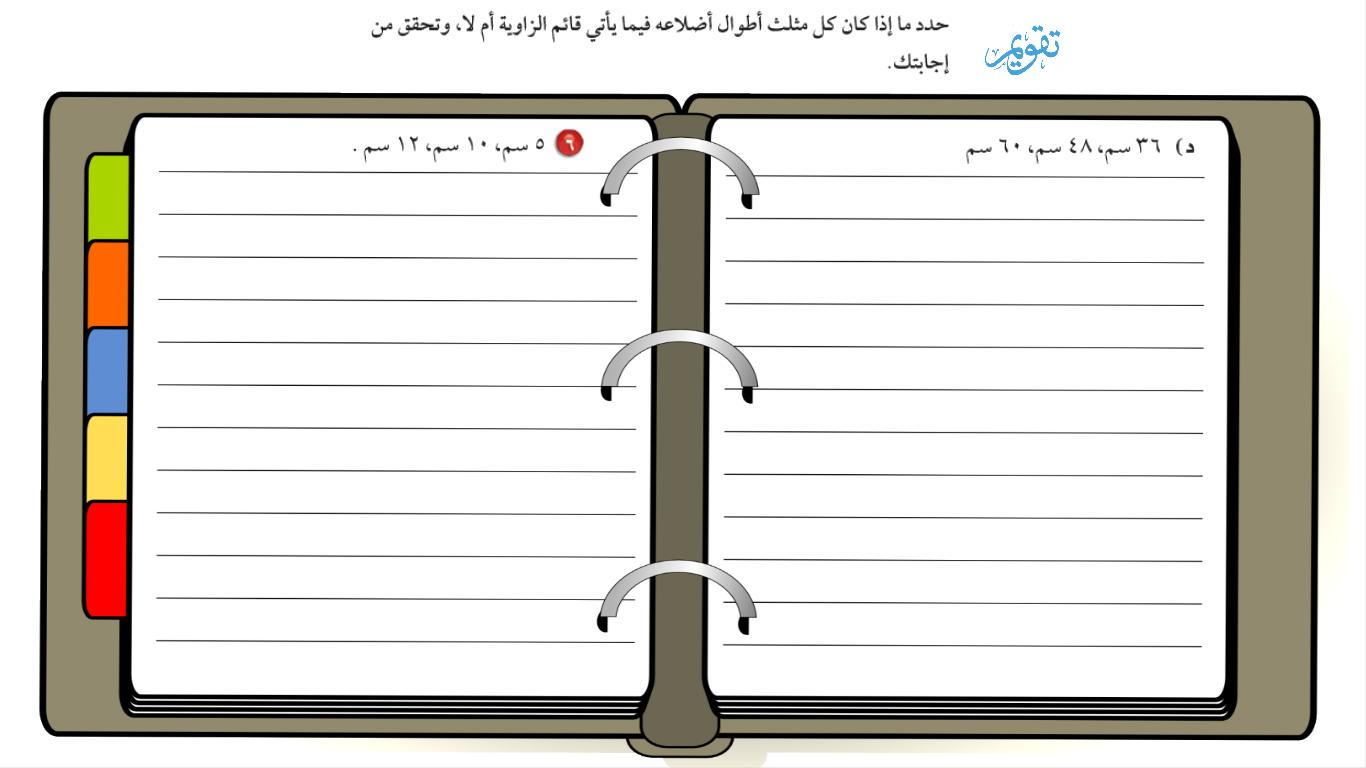 تقويم
حدد ما إذا كان كل مثلث أطوال أضلاعه فيما يأتي قائم الزاوية أم لا، وتحقق من
إجابتك.
د) ٣٦ سم، ٤٨ سم، ٦٠ سم
٦ ٥ سم، ١٠ سم، ١٢ سم .